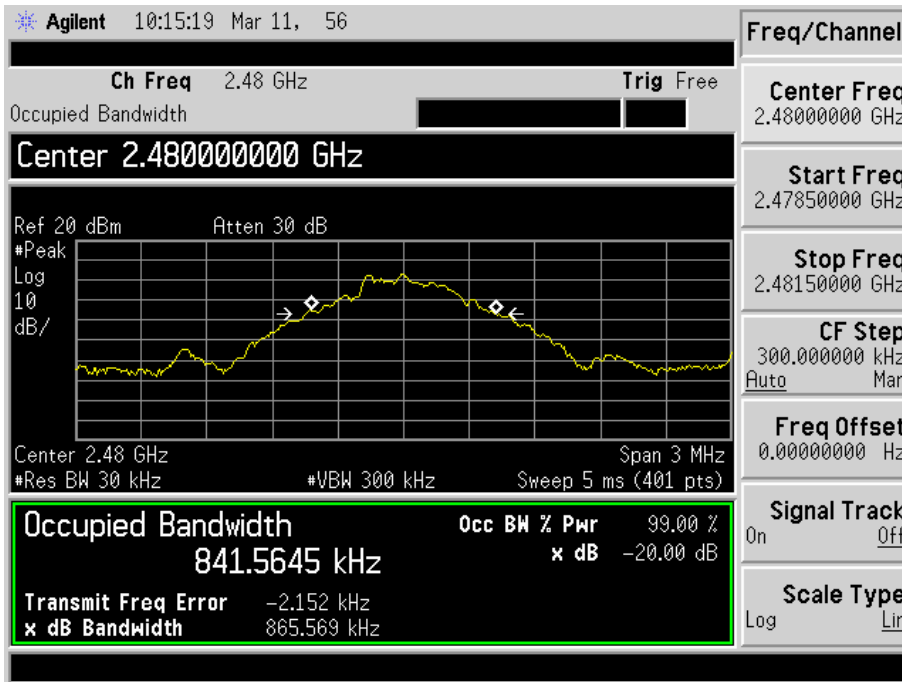 Agilent 10:15:19 Mar 11, 56
Ch Freq 2.48 GHz Trig Free
Occupied Bandwidth
Center 2.480000000 GHz
Ref 20 dBm Atten 30 dB
#Peak
Log
10
dB/
Center 2.48 GHz Span 3 MHz
#Res BW 30 kHz #VBW 300 kHz Sweep 5 ms (401 pts)
Occupied Bandwidth
841.5645 kHz
Occ BW % Pwr 99.00 %
x dB -20.00 dB
Transmit Freq Error -2.152 kHz
x dB Bandwidth 865.569 kHz
Freq/Channel
Center Freq
2.48000000 GHz
Start Freq
2.47850000 GHz
Stop Freq
2.48150000 GHz
CF Step
300.000000 kHz
Auto Man
Freq Offset
0.00000000 Hz
Signal Track
On Off
Scale Type
Log Lin